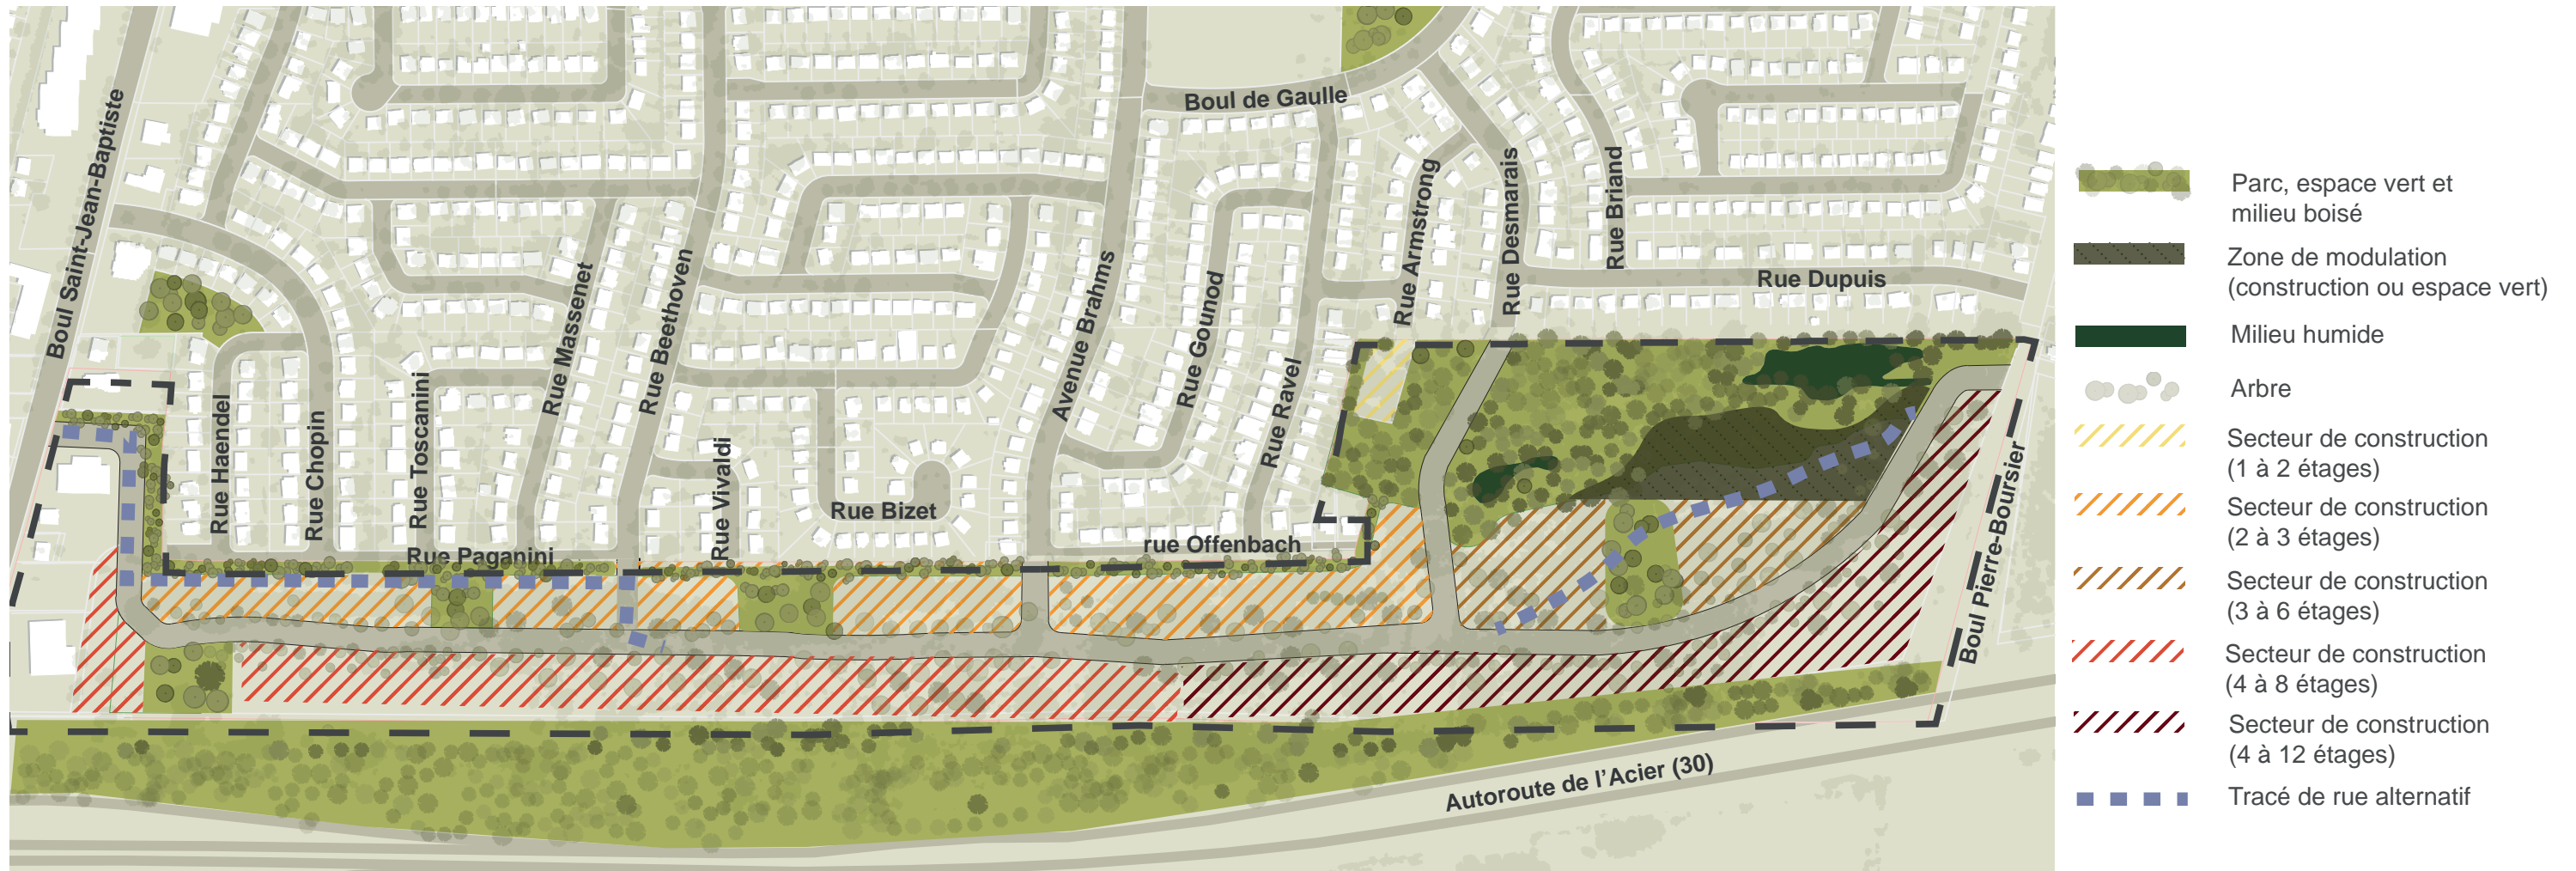 Boul Saint-Jean-Baptiste
Boul de Gaulle
Rue Armstrong
Rue Desmarais
Rue Briand
Rue Dupuis
Rue Massenet
Rue Beethoven
Avenue Brahms
Rue Gounod
Rue Ravel
Rue Haendel
Rue Chopin
Rue Toscanini
Rue Vivaldi
Rue Bizet
Rue Paganini
rue Offenbach
Boul Pierre-Boursier
Autoroute de l'Acier (30)
Parc, espace vert et
milieu boisé
Zone de modulation
(construction ou espace vert)
Milieu humide
Arbre
Secteur de construction
(1 à 2 étages)
Secteur de construction
(2 à 3 étages)
Secteur de construction
(3 à 6 étages)
Secteur de construction
(4 à 8 étages)
Secteur de construction
(4 à 12 étages)
Tracé de rue alternatif